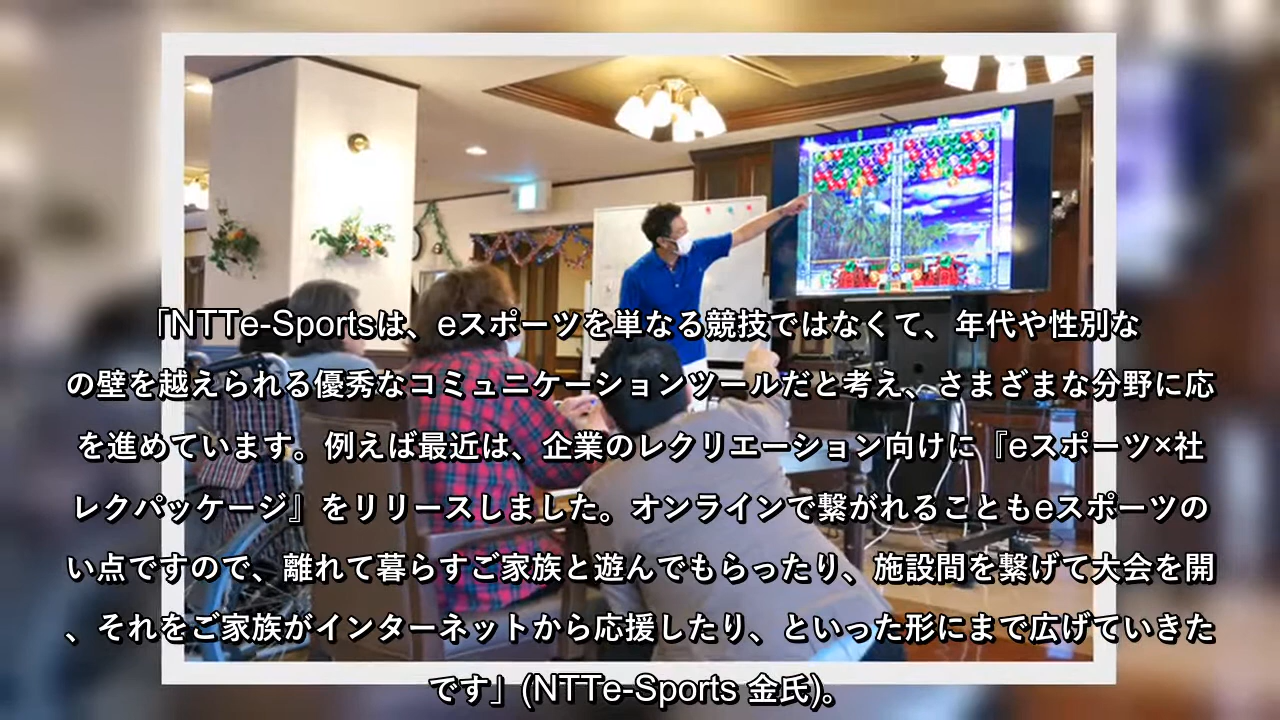 「NTTe-Sportsは、eスポーツを単なる競技ではなくて、年代や性別な
の壁を越えられる優秀なコミュニケーションツールだと考え、さまざまな分野に応
を進めています。例えば最近は、企業のレクリエーション向けに『eスポーツ×社
レクパッケージ』をリリースしました。オンラインで繋がれることもeスポーツの
い点ですので、離れて暮らすご家族と遊んでもらったり、施設間を繋げて大会を開
、それをご家族がインターネットから応援したり、といった形にまで広げていきた
です」(NTTe-Sports 金氏)。